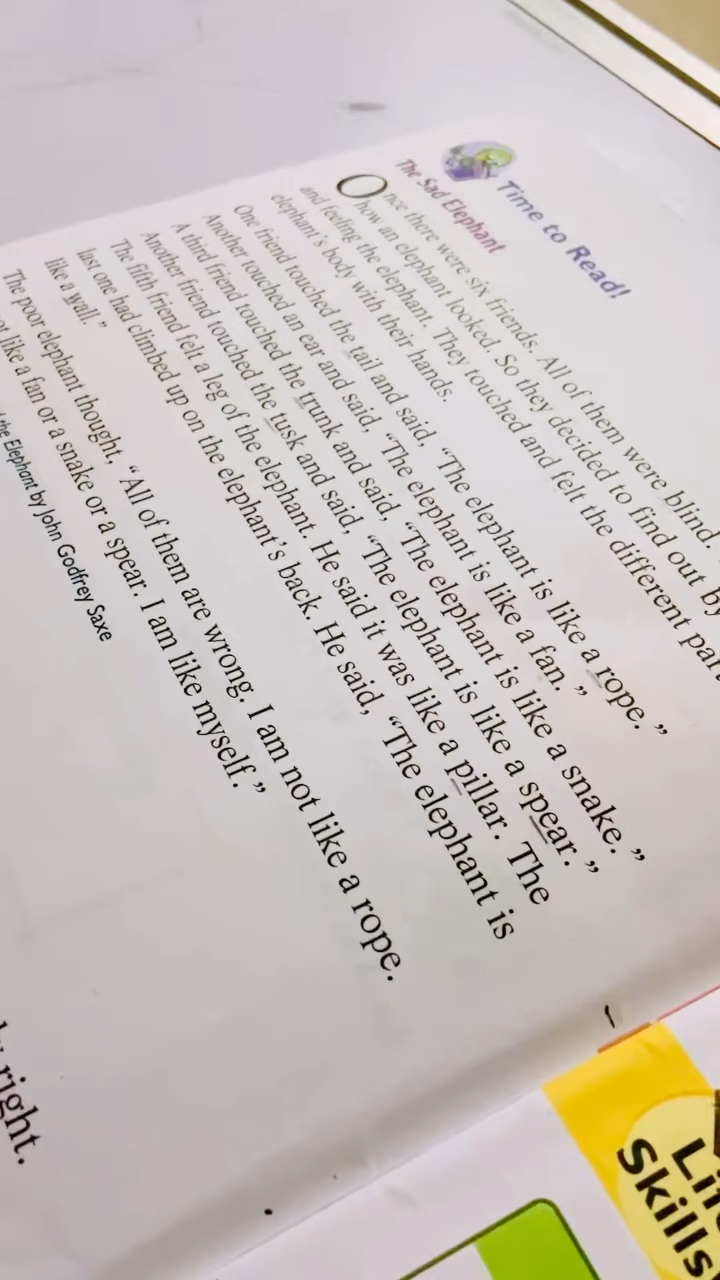 Time to Read!
The Sad Elephant
Once there were six friends. All of them were blind.
how an elephant looked. So they decided to find out by
and feeling the elephant. They touched and felt the different
elephant's body with their hands.
One friend touched the tail and said, “The elephant is like a rope.”
Another touched an ear and said, “The elephant is like a fan.”
A third friend touched the trunk and said, “The elephant is like a snake.”
Another friend touched the tusk and said, “The elephant is like a spear.”
The fifth friend felt a leg of the elephant. He said it was like a pillar. The
last one had climbed up on the elephant's back. He said, “The elephant is
like a wall.”
The poor elephant thought, “All of them are wrong. I am not like a rope.
like a fan or a snake or a spear. I am like myself.”
the Elephant by John Godfrey Saxe
right.
Skills